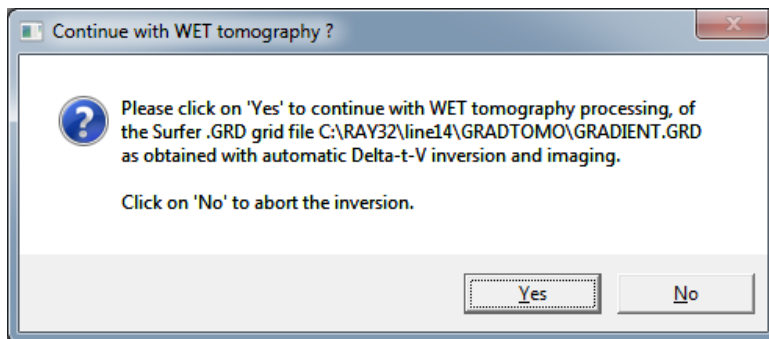 Continue with WET tomography ?
Please click on 'Yes' to continue with WET tomography processing, of
the Surfer .GRD grid file C:\RAY32\line14\GRADTOMO\GRADIENT.GRD
as obtained with automatic Delta-t-V inversion and imaging.
Click on 'No' to abort the inversion.
Yes
No